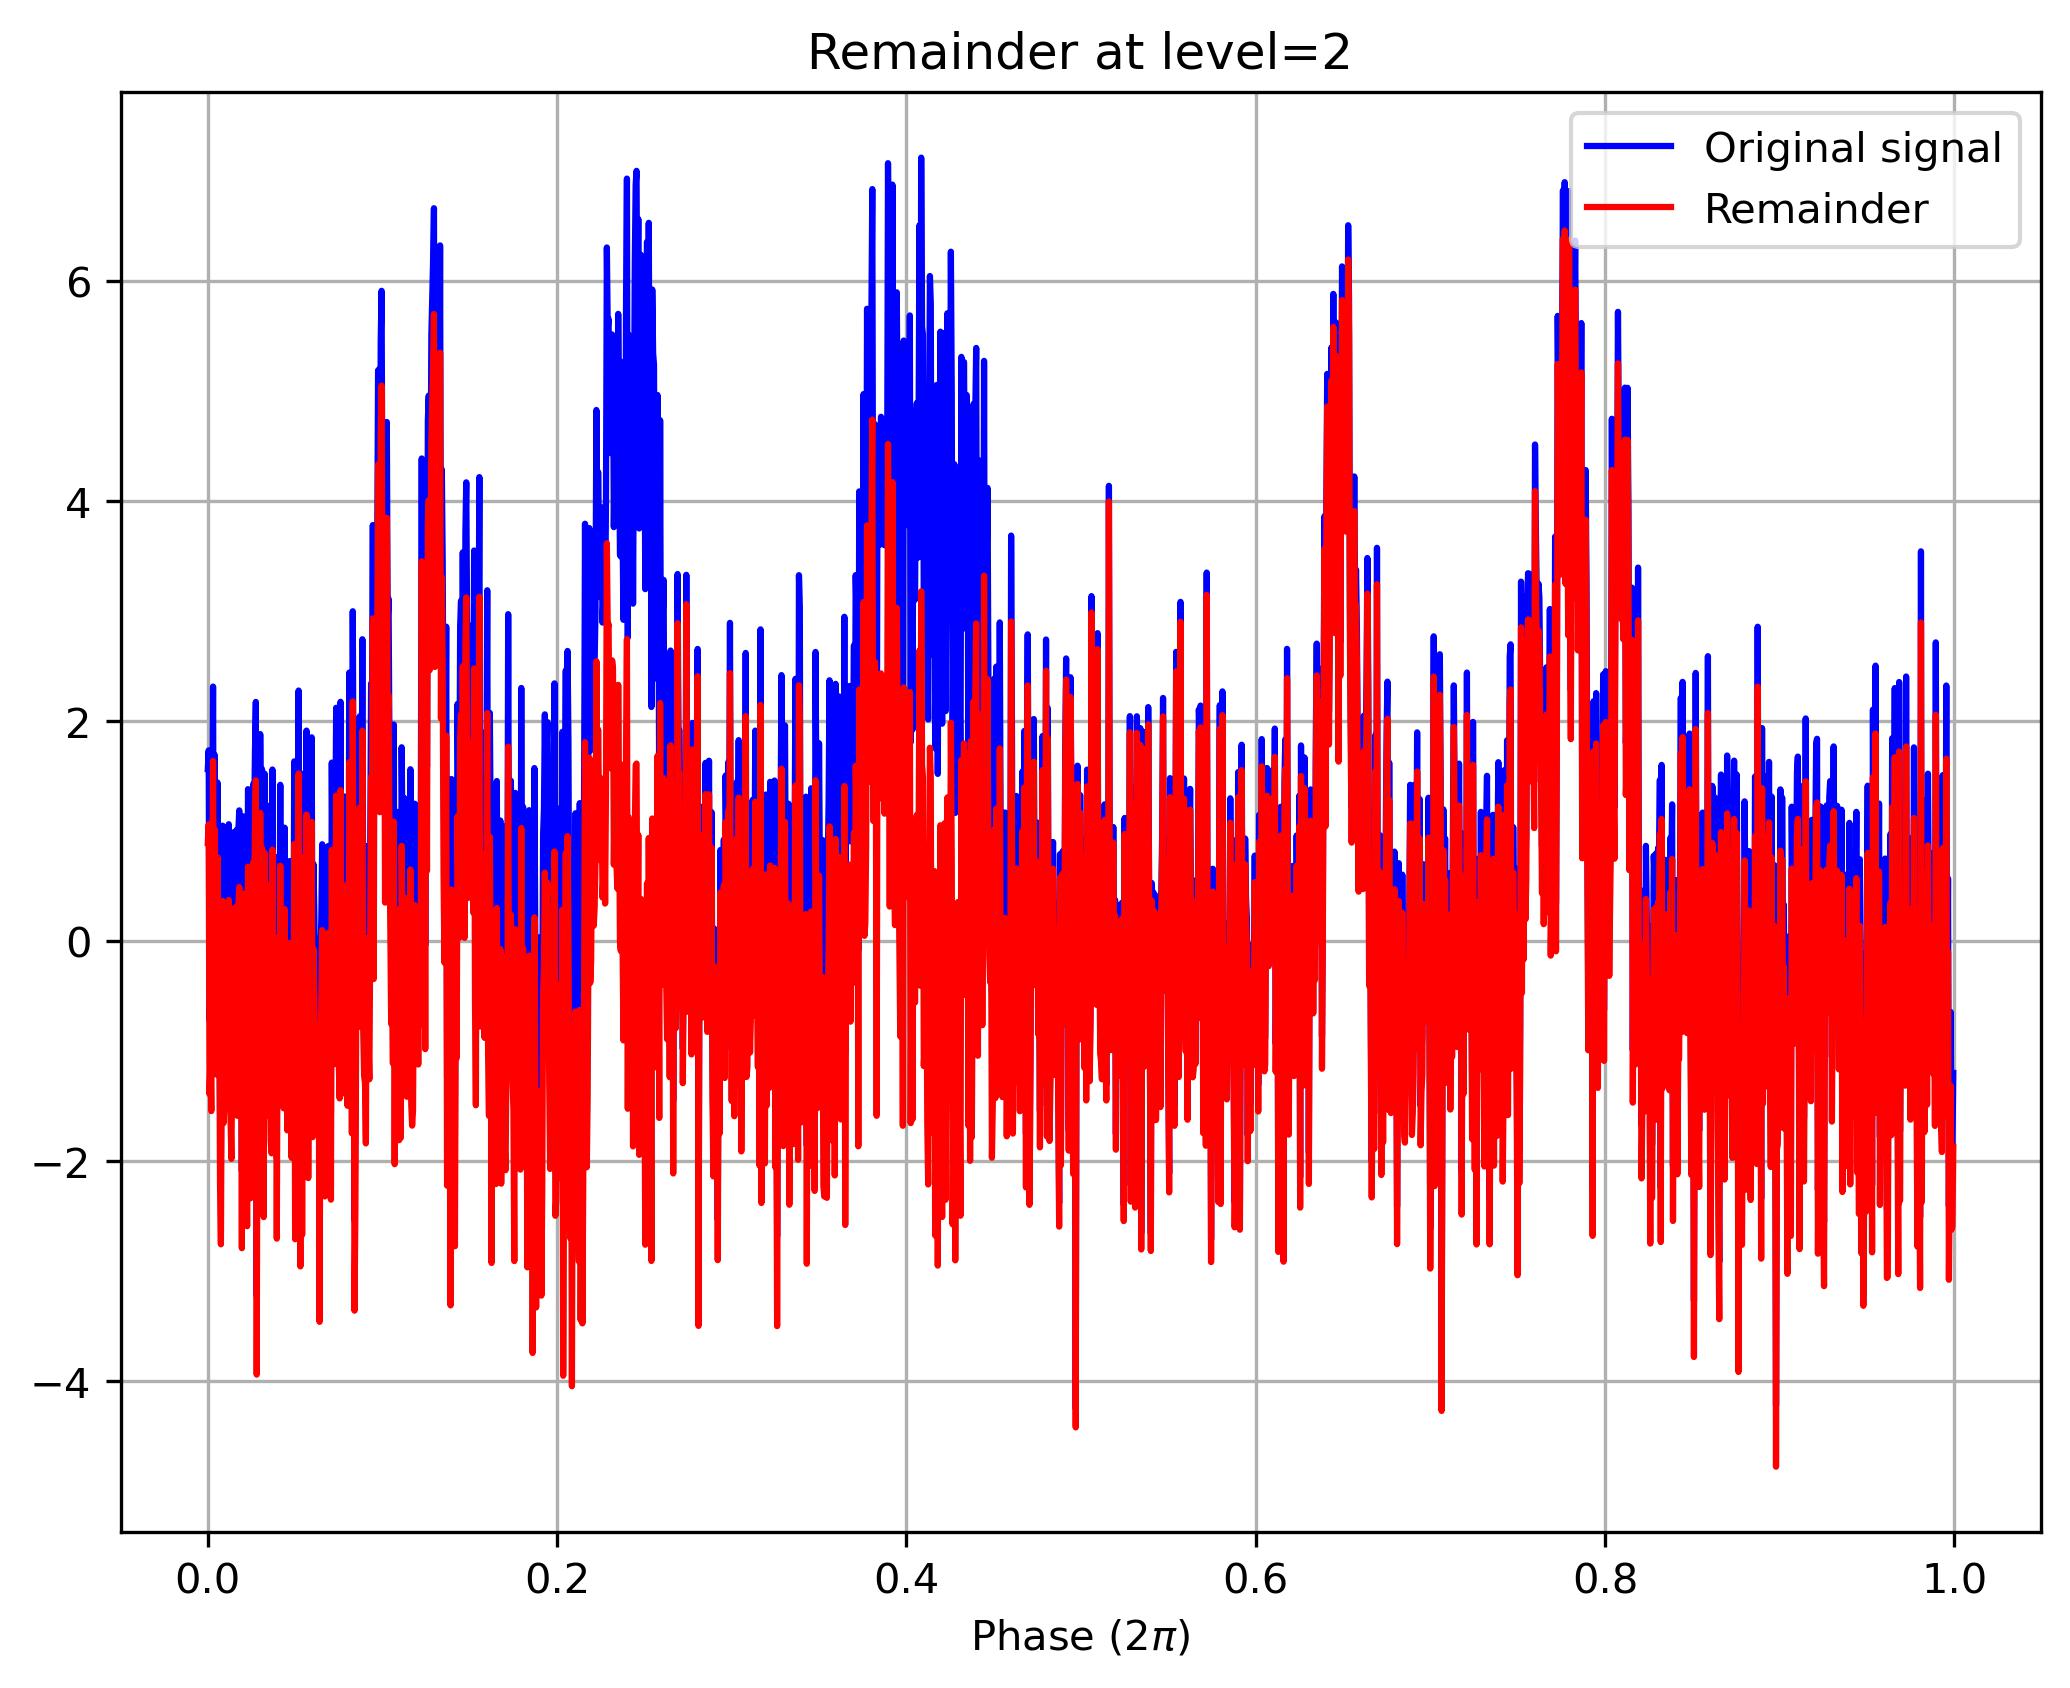 Remainder at level=2
Original signal
Remainder
6
4
2
0
−2
−4
0.0 0.2 0.4 0.6 0.8 1.0
Phase (2π)